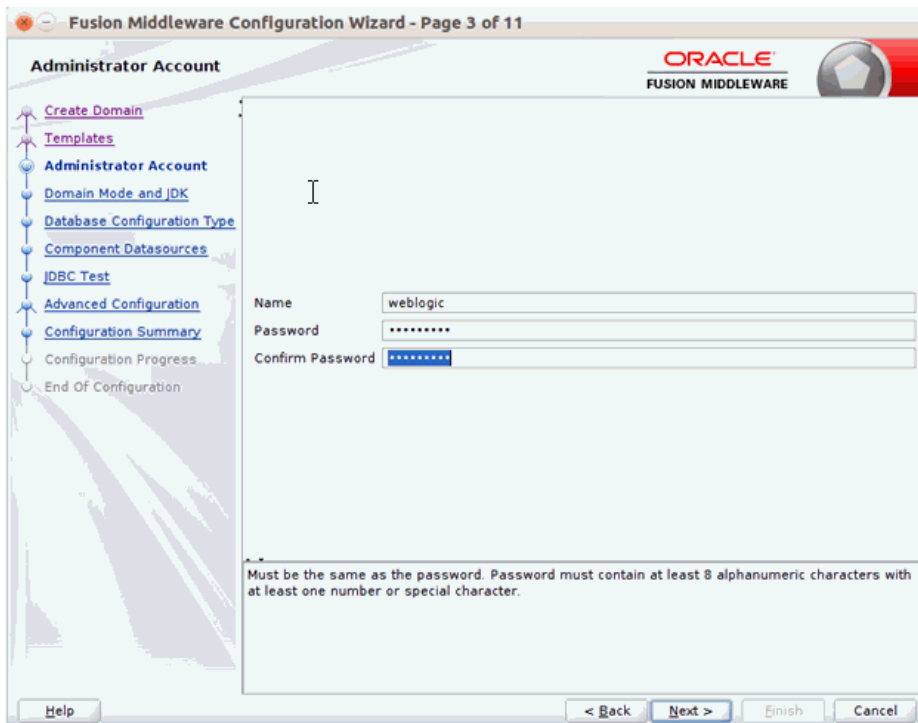 Fusion Middleware Configuration Wizard - Page 3 of 11
Administrator Account
ORACLE
FUSION MIDDLEWARE
Create Domain
Templates
Administrator Account
Domain Mode and JDK
Database Configuration Type
Component Datasources
JDBC Test
Advanced Configuration
Configuration Summary
Configuration Progress
End Of Configuration
Name weblogic
Password •••••••••
Confirm Password •••••••••
Must be the same as the password. Password must contain at least 8 alphanumeric characters with
at least one number or special character.
Help < Back Next > Finish Cancel